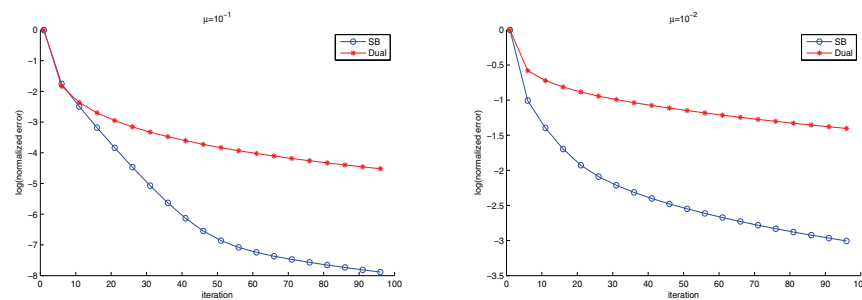 μ=10⁻¹
SB
Dual
log(normalized error)
0
-1
-2
-3
-4
-5
-6
-7
-8
0 10 20 30 40 50 60 70 80 90 100
iteration
μ=10⁻²
SB
Dual
log(normalized error)
0
-0.5
-1
-1.5
-2
-2.5
-3
-3.5
0 10 20 30 40 50 60 70 80 90
iteration